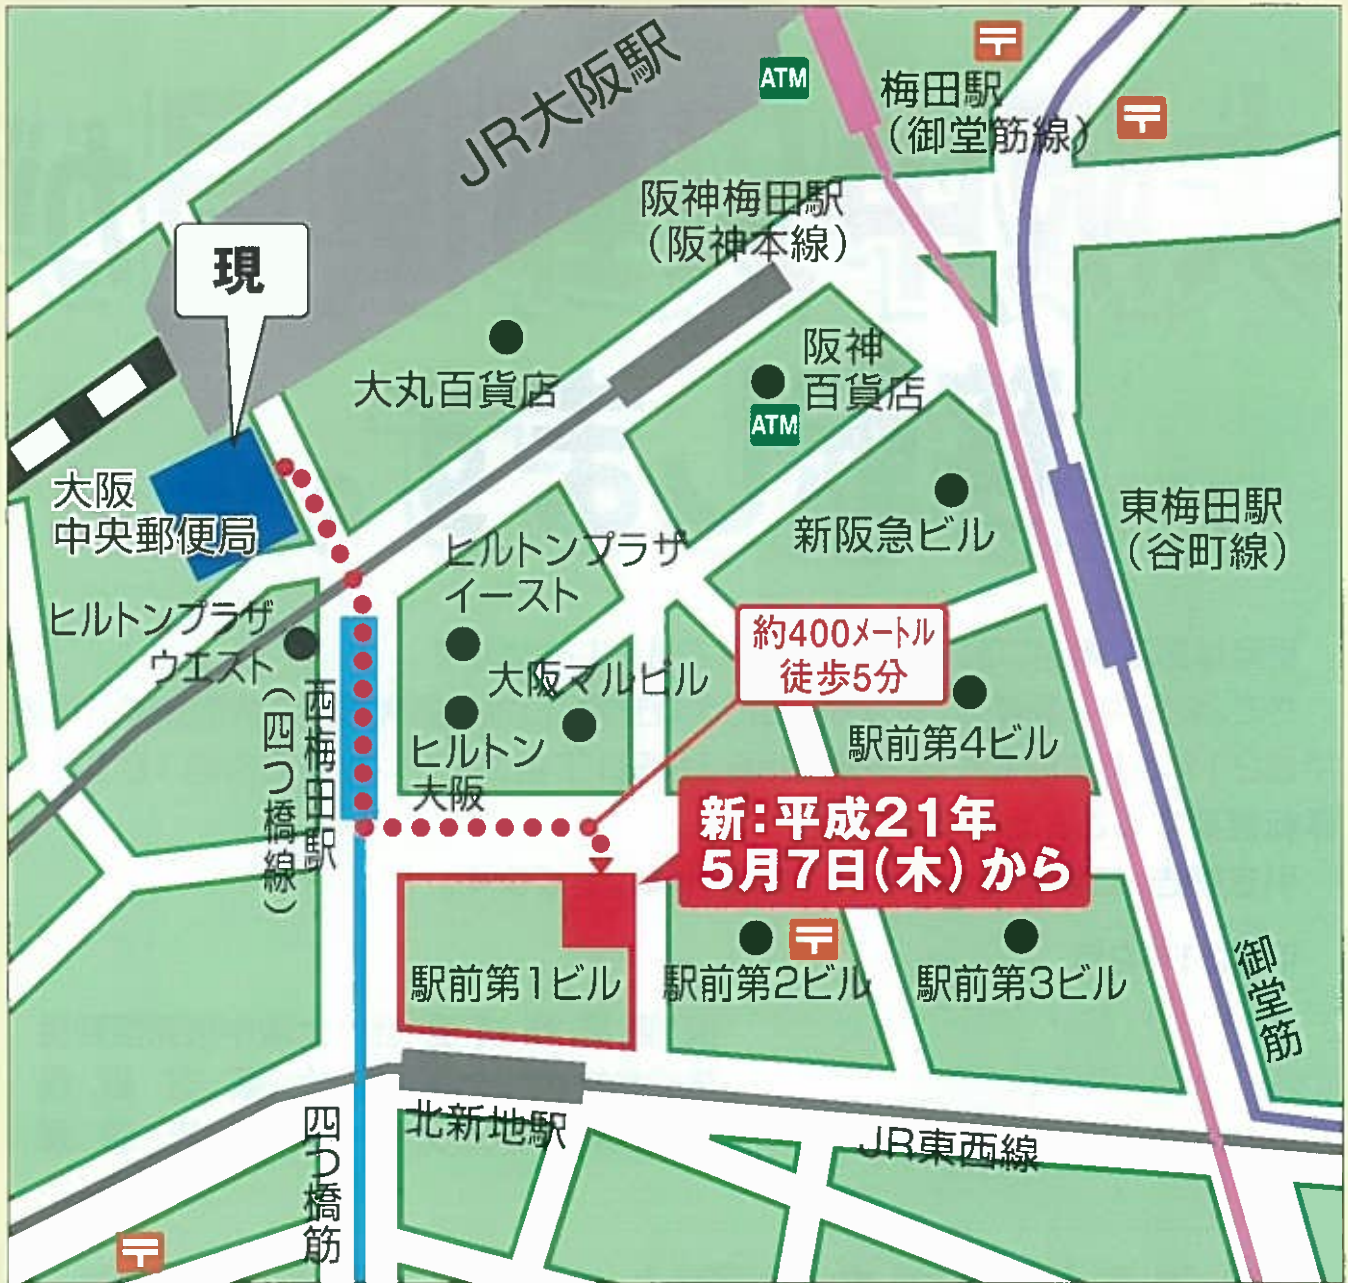 JR大阪駅
ATM
梅田駅
（御堂筋線）
阪神梅田駅
（阪神本線）
現
大丸百貨店
阪神
百貨店
ATM
大阪
中央郵便局
新阪急ビル
東梅田駅
（谷町線）
ヒルトンプラザ
イースト
ヒルトンプラザ
ウエスト
約400メートル
徒歩5分
大阪マルビル
西梅田駅
（四つ橋線）
ヒルトン
大阪
駅前第4ビル
新：平成21年
5月7日（木）から
駅前第1ビル
駅前第2ビル
駅前第3ビル
御堂筋
北新地駅
JR東西線
四つ橋筋